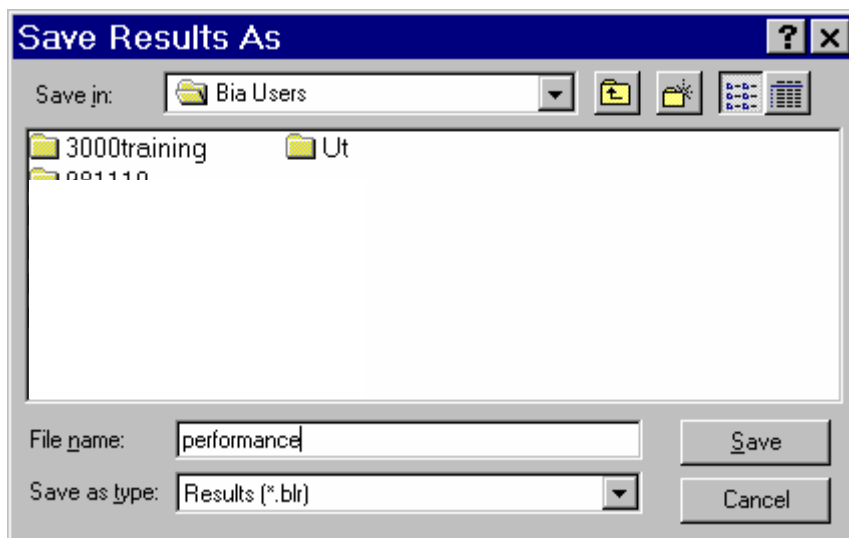 Save Results As
Save in: Bia Users
3000training Ut
981110
File name: performance
Save
Save as type: Results (*.blr)
Cancel